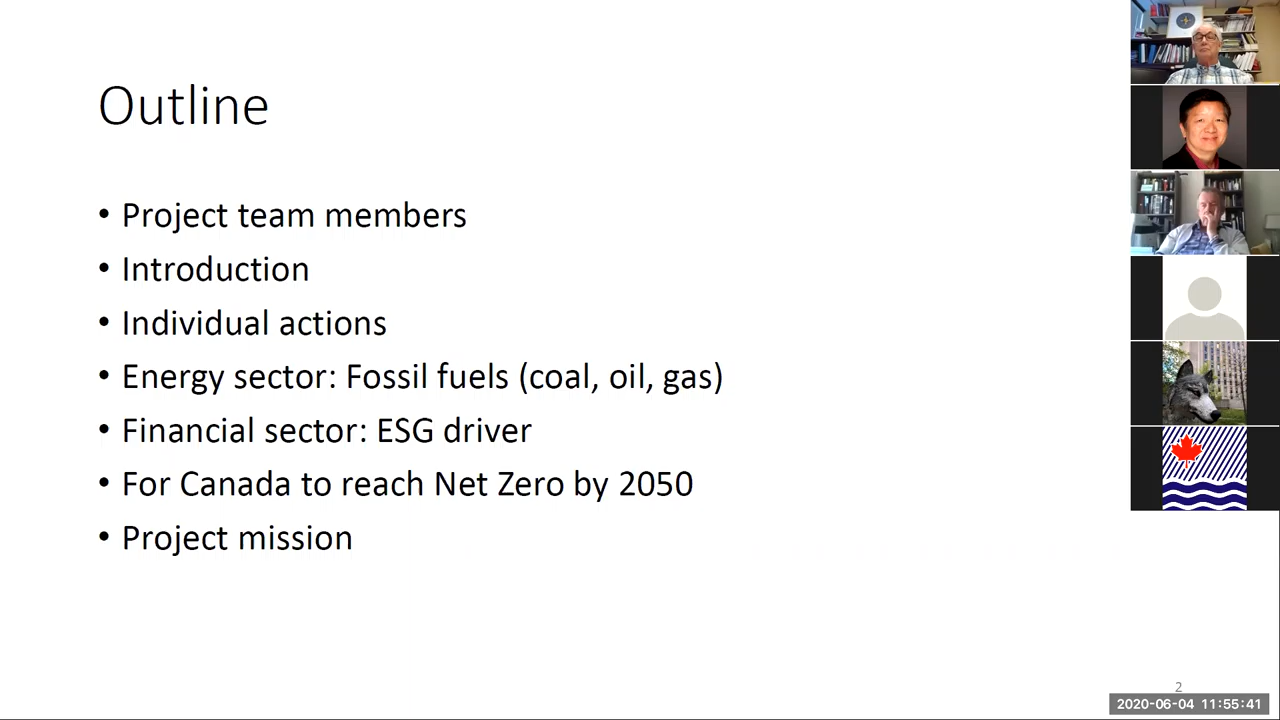 Outline
• Project team members
• Introduction
• Individual actions
• Energy sector: Fossil fuels (coal, oil, gas)
• Financial sector: ESG driver
• For Canada to reach Net Zero by 2050
• Project mission
2
2020-06-04 11:55:41